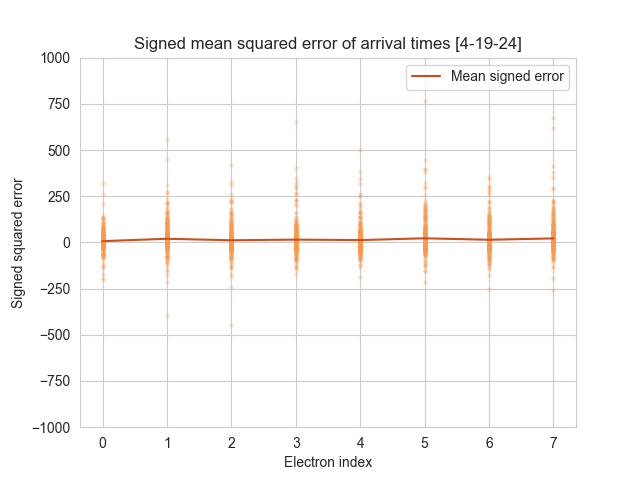 Signed mean squared error of arrival times [4-19-24]
Mean signed error
1000
750
500
250
0
−250
−500
−750
−1000
Signed squared error
0 1 2 3 4 5 6 7
Electron index